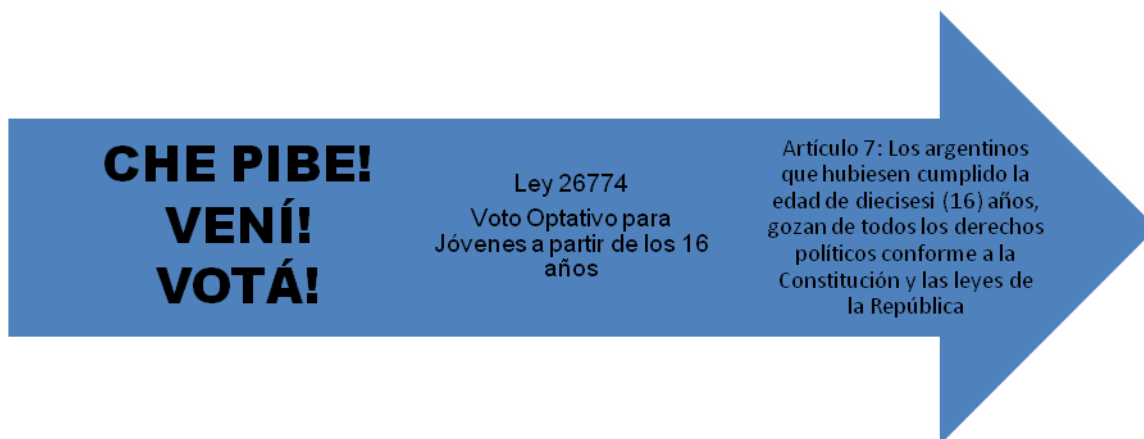 CHE PIBE!
VENÍ!
VOTÁ!
Ley 26774
Voto Optativo para
Jóvenes a partir de los 16
años
Artículo 7: Los argentinos
que hubiesen cumplido la
edad de diecisesi (16) años,
gozan de todos los derechos
políticos conforme a la
Constitución y las leyes de
la República